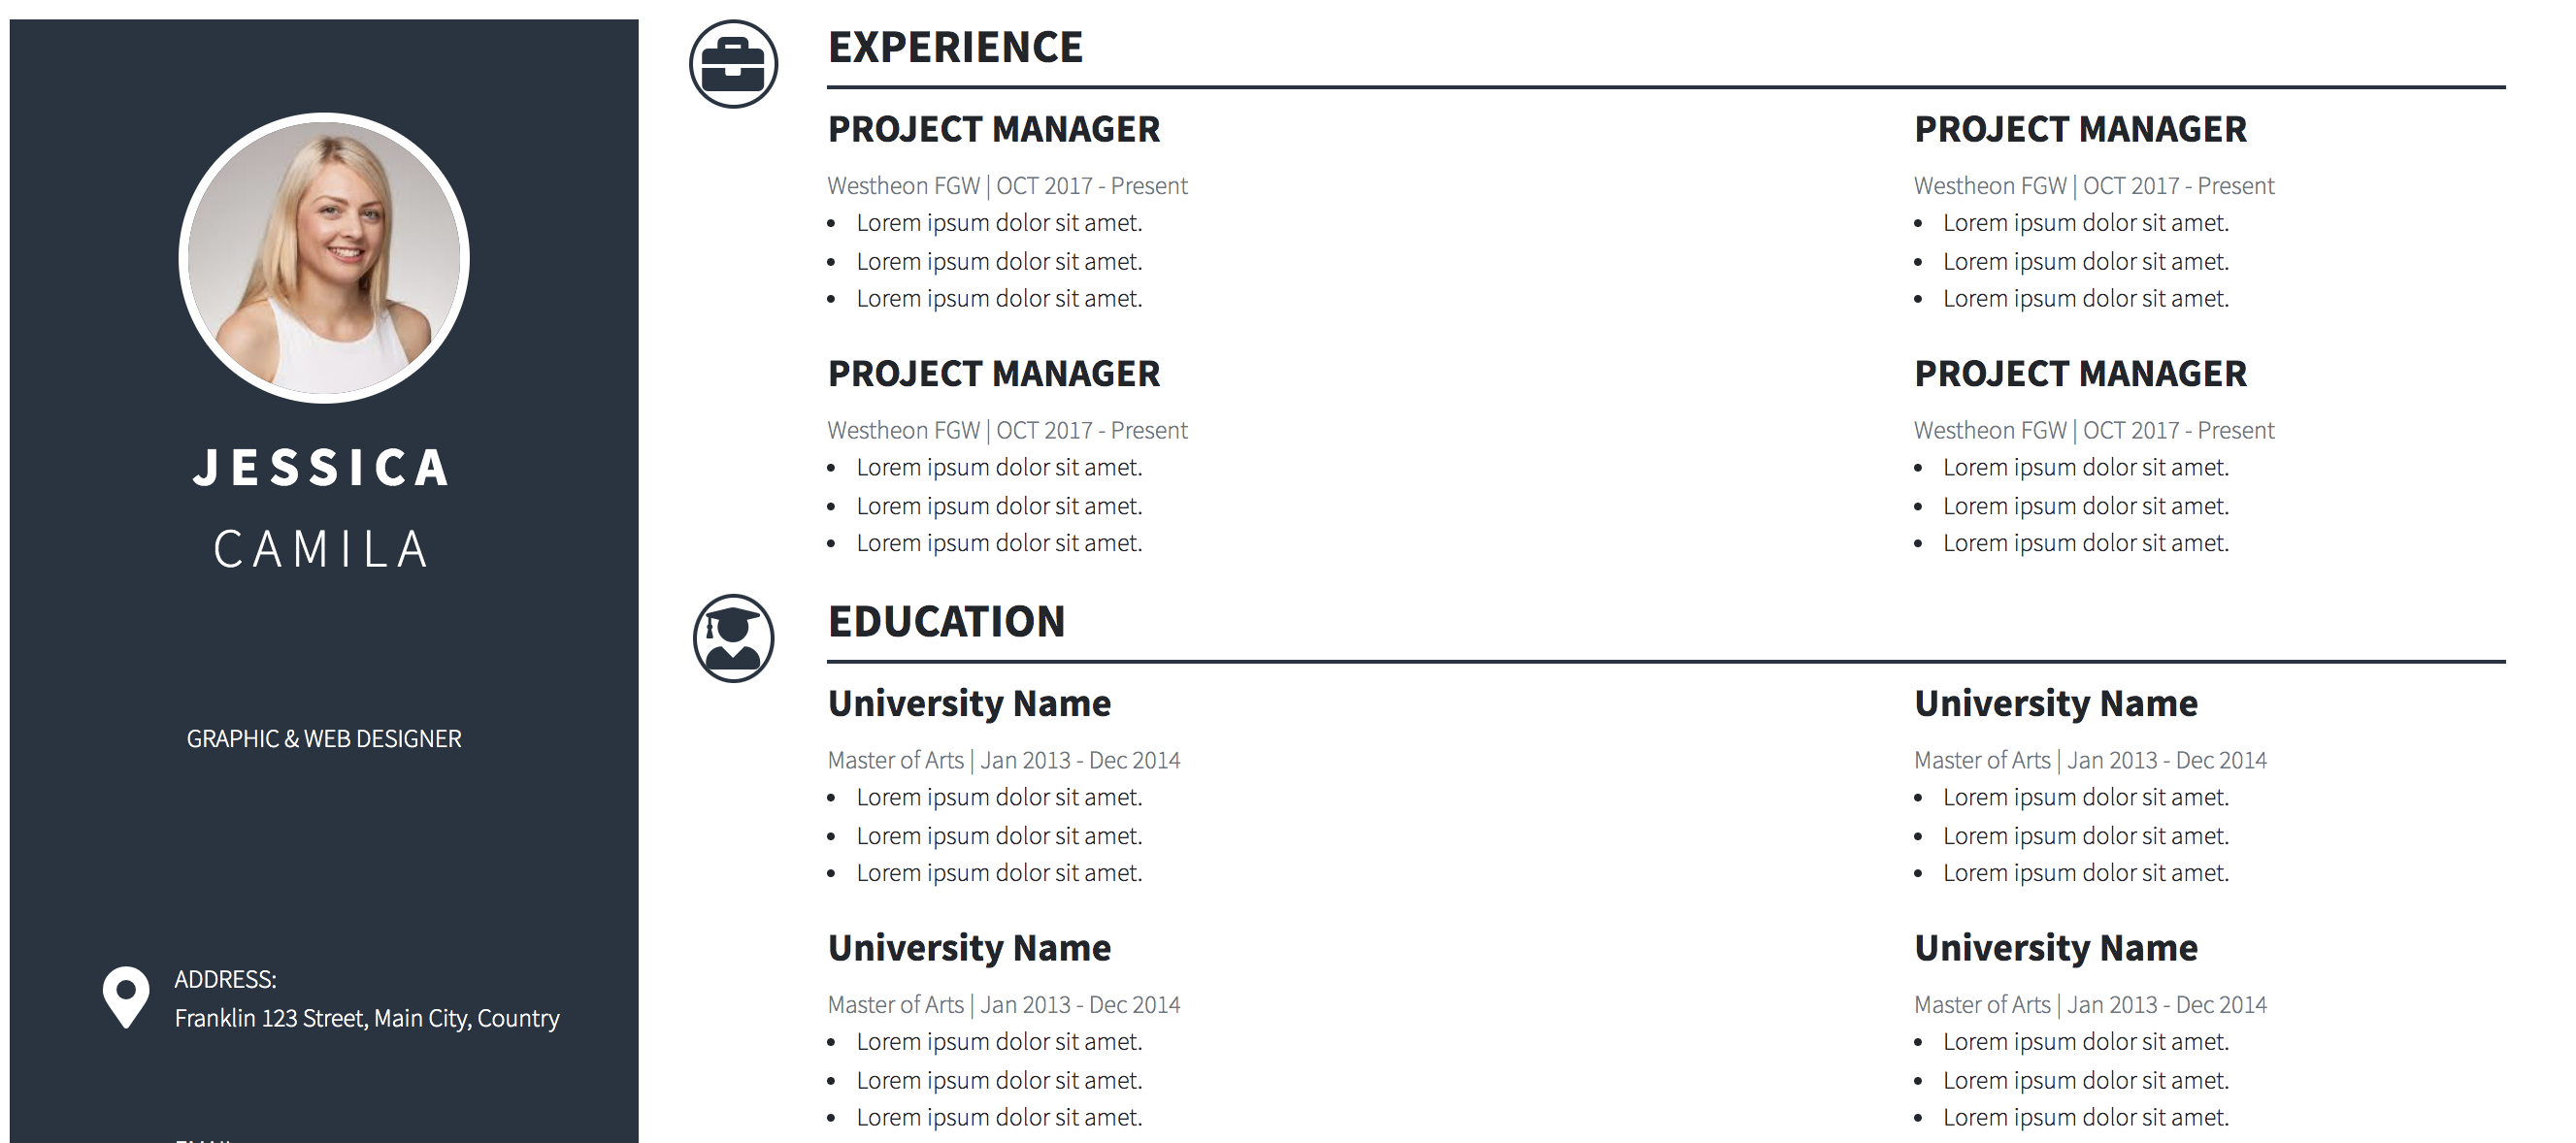 JESSICA
CAMILA
GRAPHIC & WEB DESIGNER
ADDRESS:
Franklin 123 Street, Main City, Country
EXPERIENCE
PROJECT MANAGER
Westheon FGW | OCT 2017 - Present
• Lorem ipsum dolor sit amet.
• Lorem ipsum dolor sit amet.
• Lorem ipsum dolor sit amet.
PROJECT MANAGER
Westheon FGW | OCT 2017 - Present
• Lorem ipsum dolor sit amet.
• Lorem ipsum dolor sit amet.
• Lorem ipsum dolor sit amet.
PROJECT MANAGER
Westheon FGW | OCT 2017 - Present
• Lorem ipsum dolor sit amet.
• Lorem ipsum dolor sit amet.
• Lorem ipsum dolor sit amet.
PROJECT MANAGER
Westheon FGW | OCT 2017 - Present
• Lorem ipsum dolor sit amet.
• Lorem ipsum dolor sit amet.
• Lorem ipsum dolor sit amet.
EDUCATION
University Name
Master of Arts | Jan 2013 - Dec 2014
• Lorem ipsum dolor sit amet.
• Lorem ipsum dolor sit amet.
• Lorem ipsum dolor sit amet.
University Name
Master of Arts | Jan 2013 - Dec 2014
• Lorem ipsum dolor sit amet.
• Lorem ipsum dolor sit amet.
• Lorem ipsum dolor sit amet.
University Name
Master of Arts | Jan 2013 - Dec 2014
• Lorem ipsum dolor sit amet.
• Lorem ipsum dolor sit amet.
• Lorem ipsum dolor sit amet.
University Name
Master of Arts | Jan 2013 - Dec 2014
• Lorem ipsum dolor sit amet.
• Lorem ipsum dolor sit amet.
• Lorem ipsum dolor sit amet.